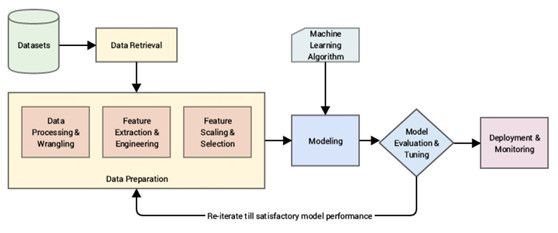 Datasets
Data Retrieval
Machine
Learning
Algorithm
Data
Processing &
Wrangling
Feature
Extraction &
Engineering
Feature
Scaling &
Selection
Data Preparation
Modeling
Model
Evaluation &
Tuning
Deployment &
Monitoring
Re-iterate till satisfactory model performance